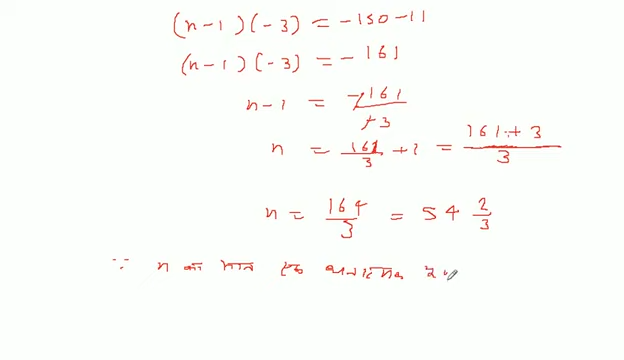 (n-1)(-3) = -150-11
(n-1)(-3) = -161
n-1 = -161/-3
n = 161/3 + 1 = 161+3/3
n = 164/3 = 54 2/3
∵ n का मान एक